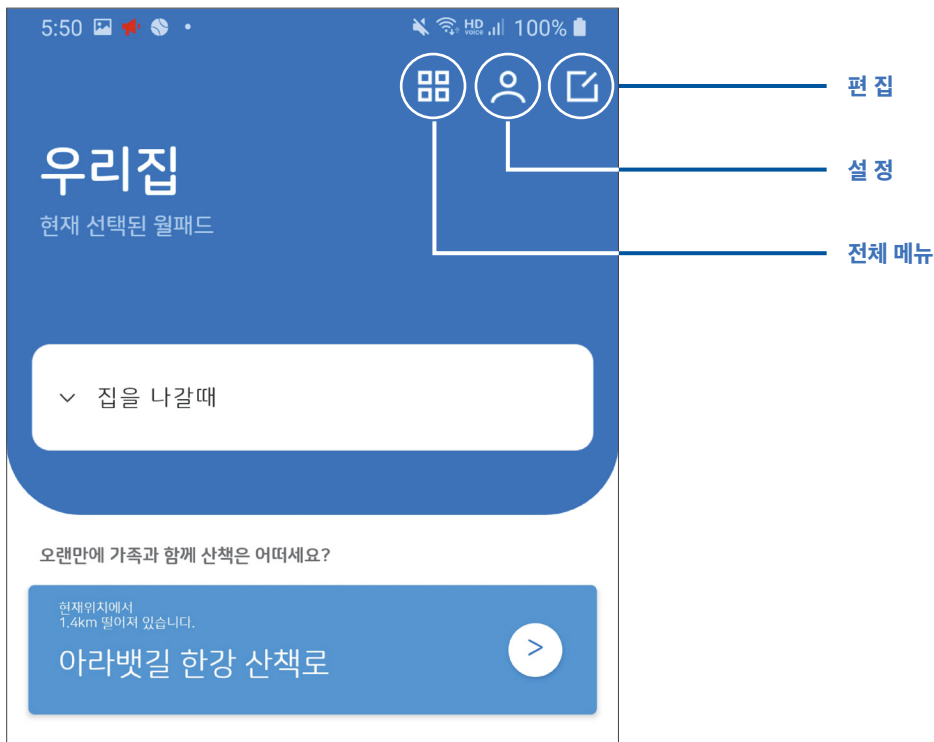 5:50
HD voice
100%
편 집
설 정
전체 메뉴
우리집
현재 선택된 월패드
집을 나갈때
오랜만에 가족과 함께 산책은 어떠세요?
현재위치에서
1.4km 떨어져 있습니다.
아라뱃길 한강 산책로
>